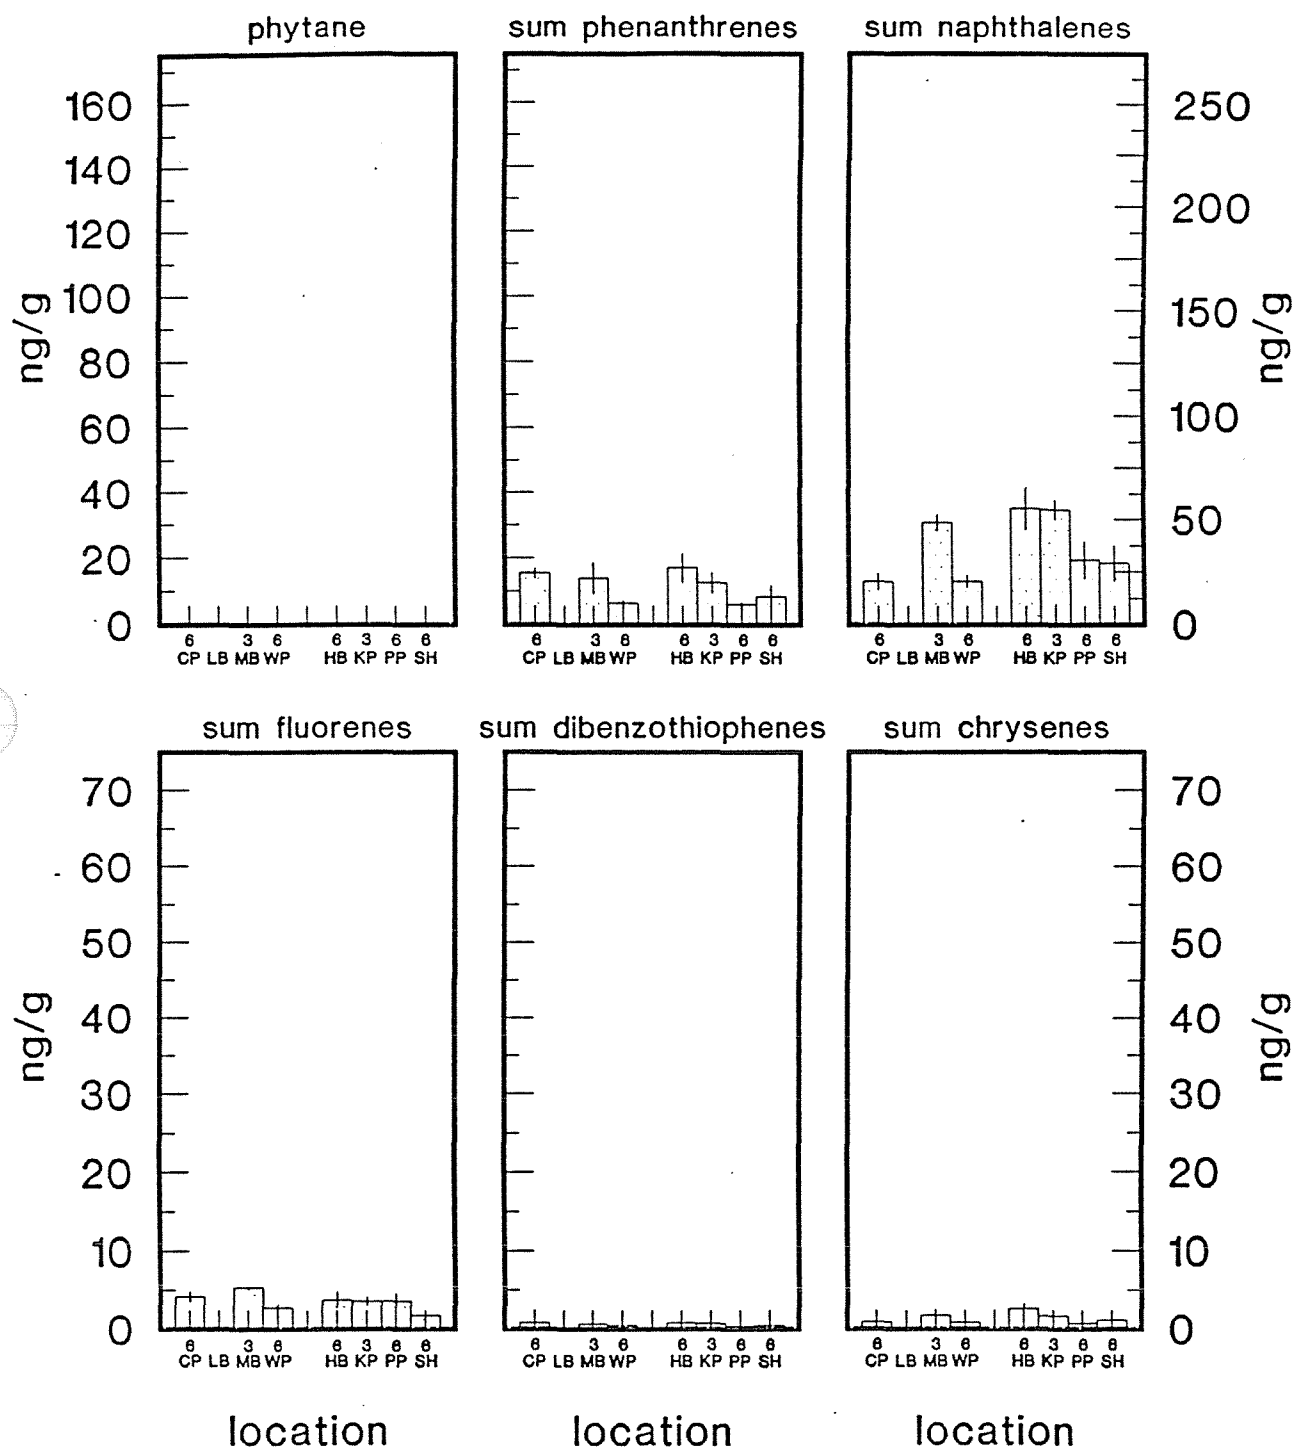 phytane sum phenanthrenes sum naphthalenes
160 250
140
200
120
100 150
ng/g ng/g
80
100
60
40
50
20
0 0
6 3 6 6 3 6 6 6 3 6 6 3 6 6 6 3 6 6 3 6 6
CP LB MB WP HB KP PP SH CP LB MB WP HB KP PP SH CP LB MB WP HB KP PP SH
sum fluorenes sum dibenzothiophenes sum chrysenes
70 70
60 60
50 50
40 40
ng/g ng/g
30 30
20 20
10 10
0 0
6 3 6 6 3 6 6 6 3 6 6 3 6 6 6 3 6 6 3 6 6
CP LB MB WP HB KP PP SH CP LB MB WP HB KP PP SH CP LB MB WP HB KP PP SH
location location location